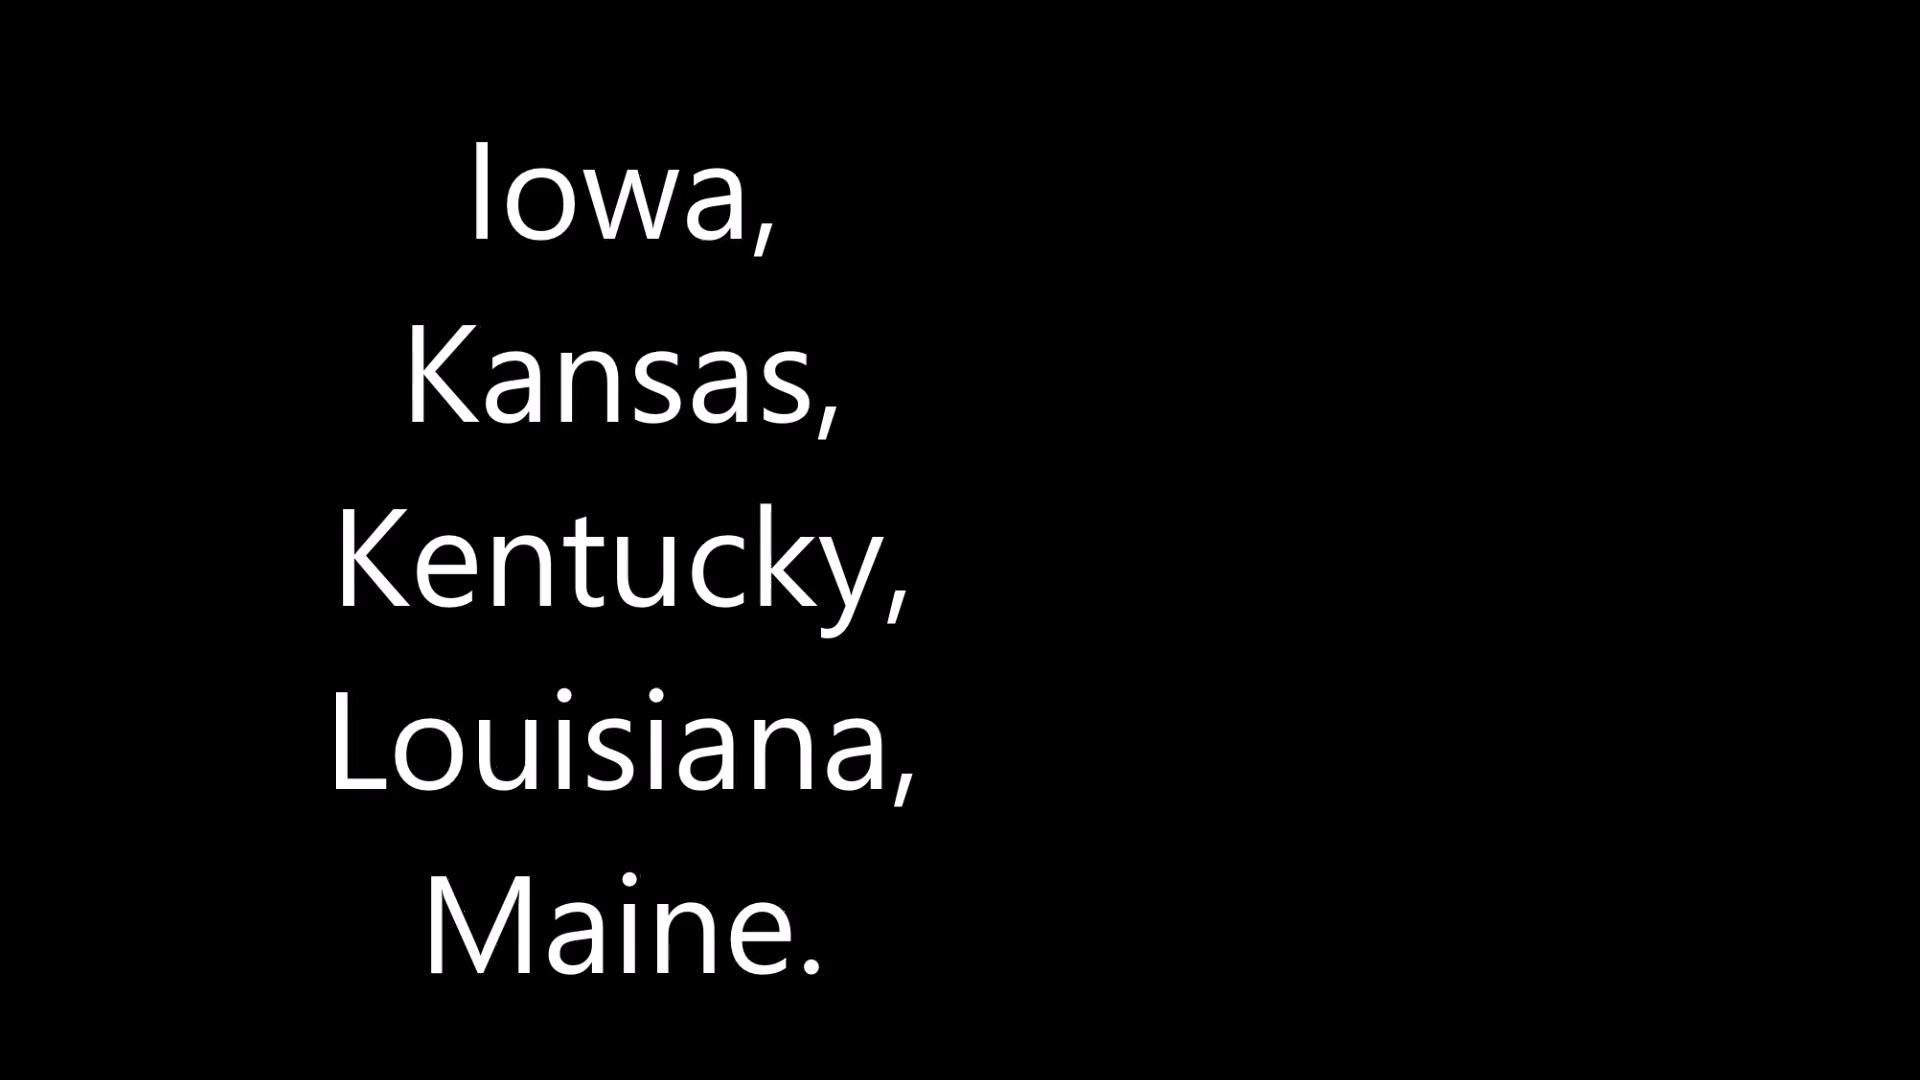 Iowa,
Kansas,
Kentucky,
Louisiana,
Maine.